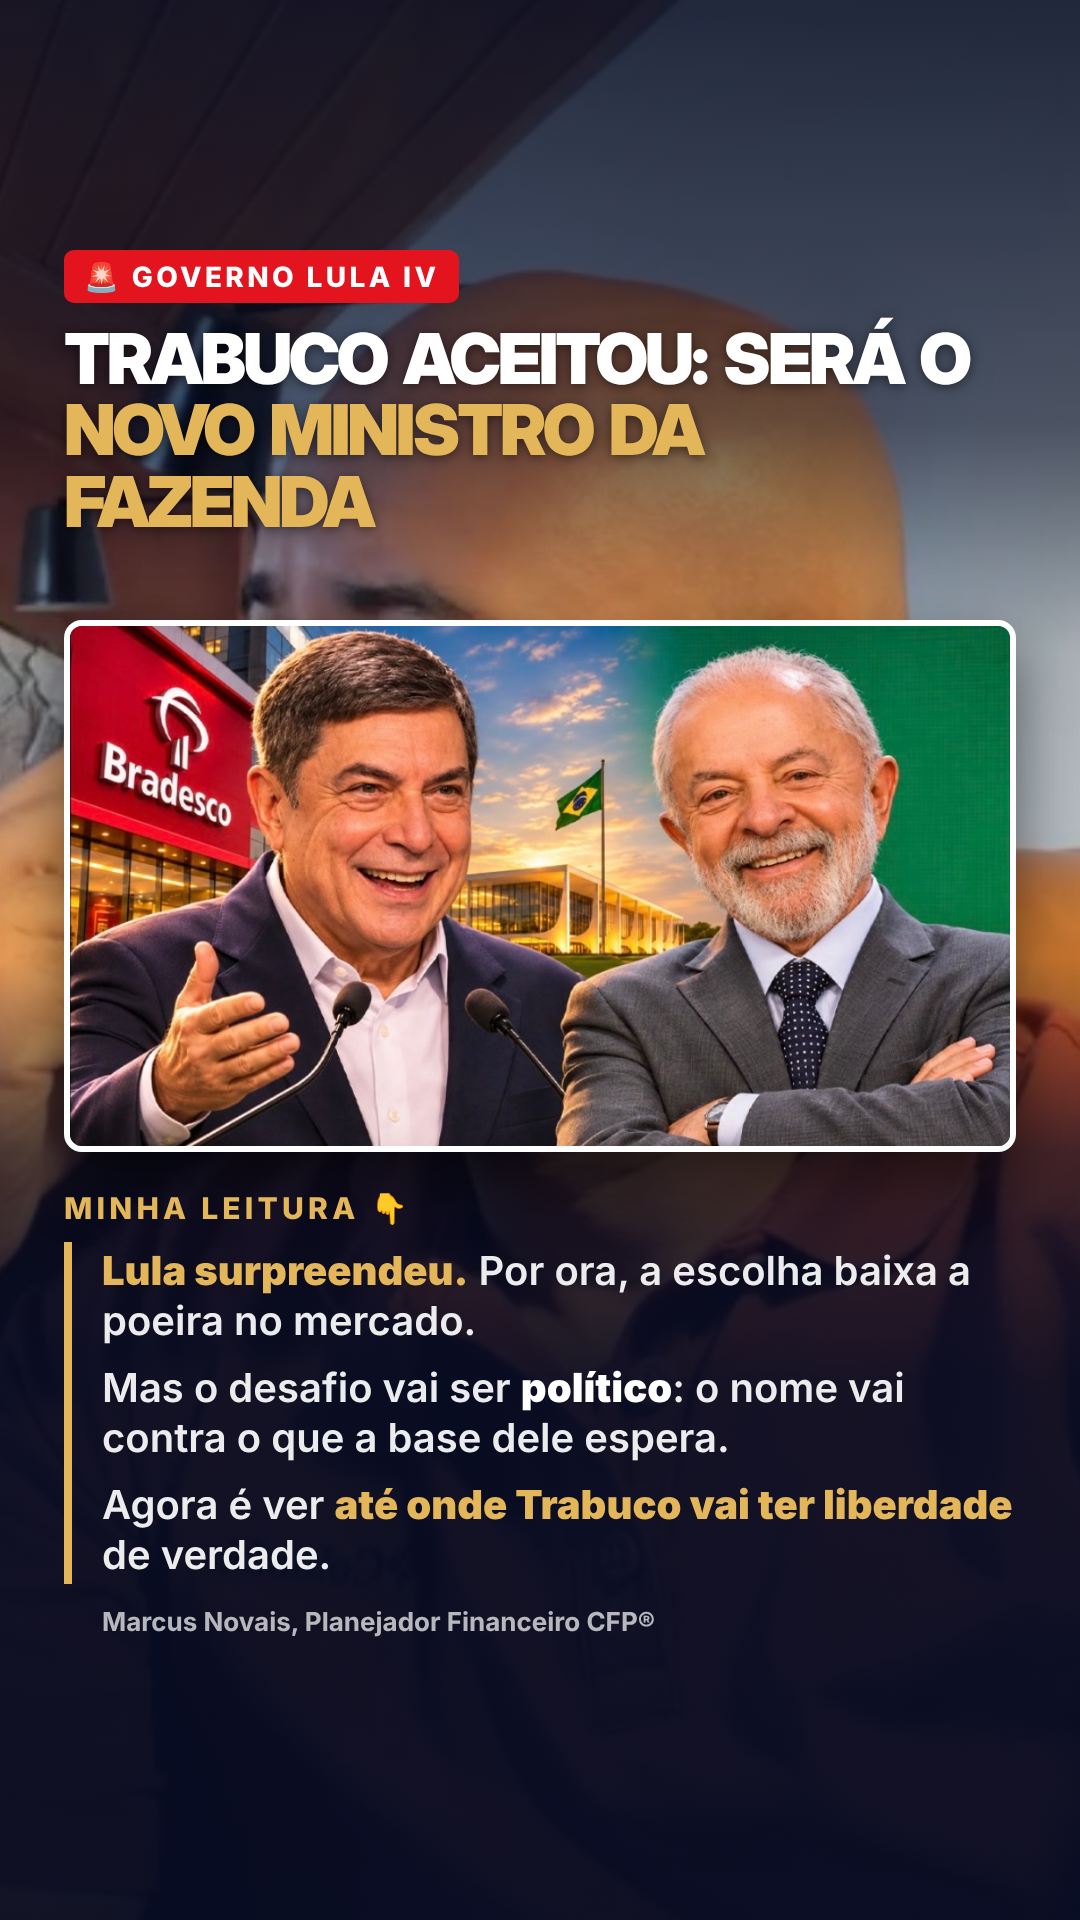 🚨 GOVERNO LULA IV
TRABUCO ACEITOU: SERÁ O
NOVO MINISTRO DA
FAZENDA
Bradesco
MINHA LEITURA 👇
Lula surpreendeu. Por ora, a escolha baixa a
poeira no mercado.
Mas o desafio vai ser político: o nome vai
contra o que a base dele espera.
Agora é ver até onde Trabuco vai ter liberdade
de verdade.
Marcus Novais, Planejador Financeiro CFP®